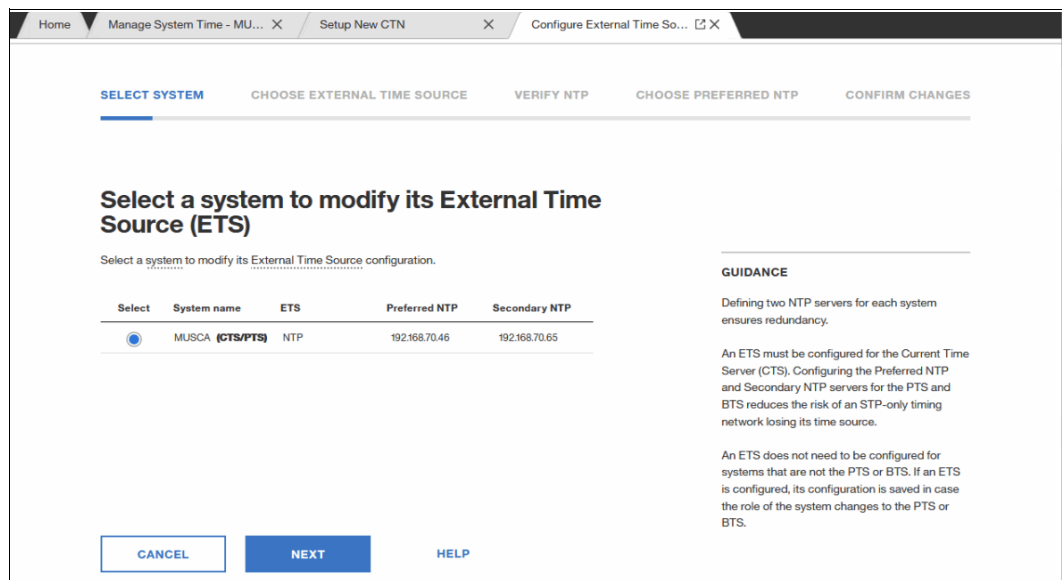 Home
Manage System Time - MU...
Setup New CTN
Configure External Time So...
SELECT SYSTEM
CHOOSE EXTERNAL TIME SOURCE
VERIFY NTP
CHOOSE PREFERRED NTP
CONFIRM CHANGES
Select a system to modify its External Time
Source (ETS)
Select a system to modify its External Time Source configuration.
Select System name ETS Preferred NTP Secondary NTP
MUSCA (CTS/PTS) NTP 192.168.70.46 192.168.70.65
GUIDANCE
Defining two NTP servers for each system
ensures redundancy.
An ETS must be configured for the Current Time
Server (CTS). Configuring the Preferred NTP
and Secondary NTP servers for the PTS and
BTS reduces the risk of an STP-only timing
network losing its time source.
An ETS does not need to be configured for
systems that are not the PTS or BTS. If an ETS
is configured, its configuration is saved in case
the role of the system changes to the PTS or
BTS.
CANCEL
NEXT
HELP